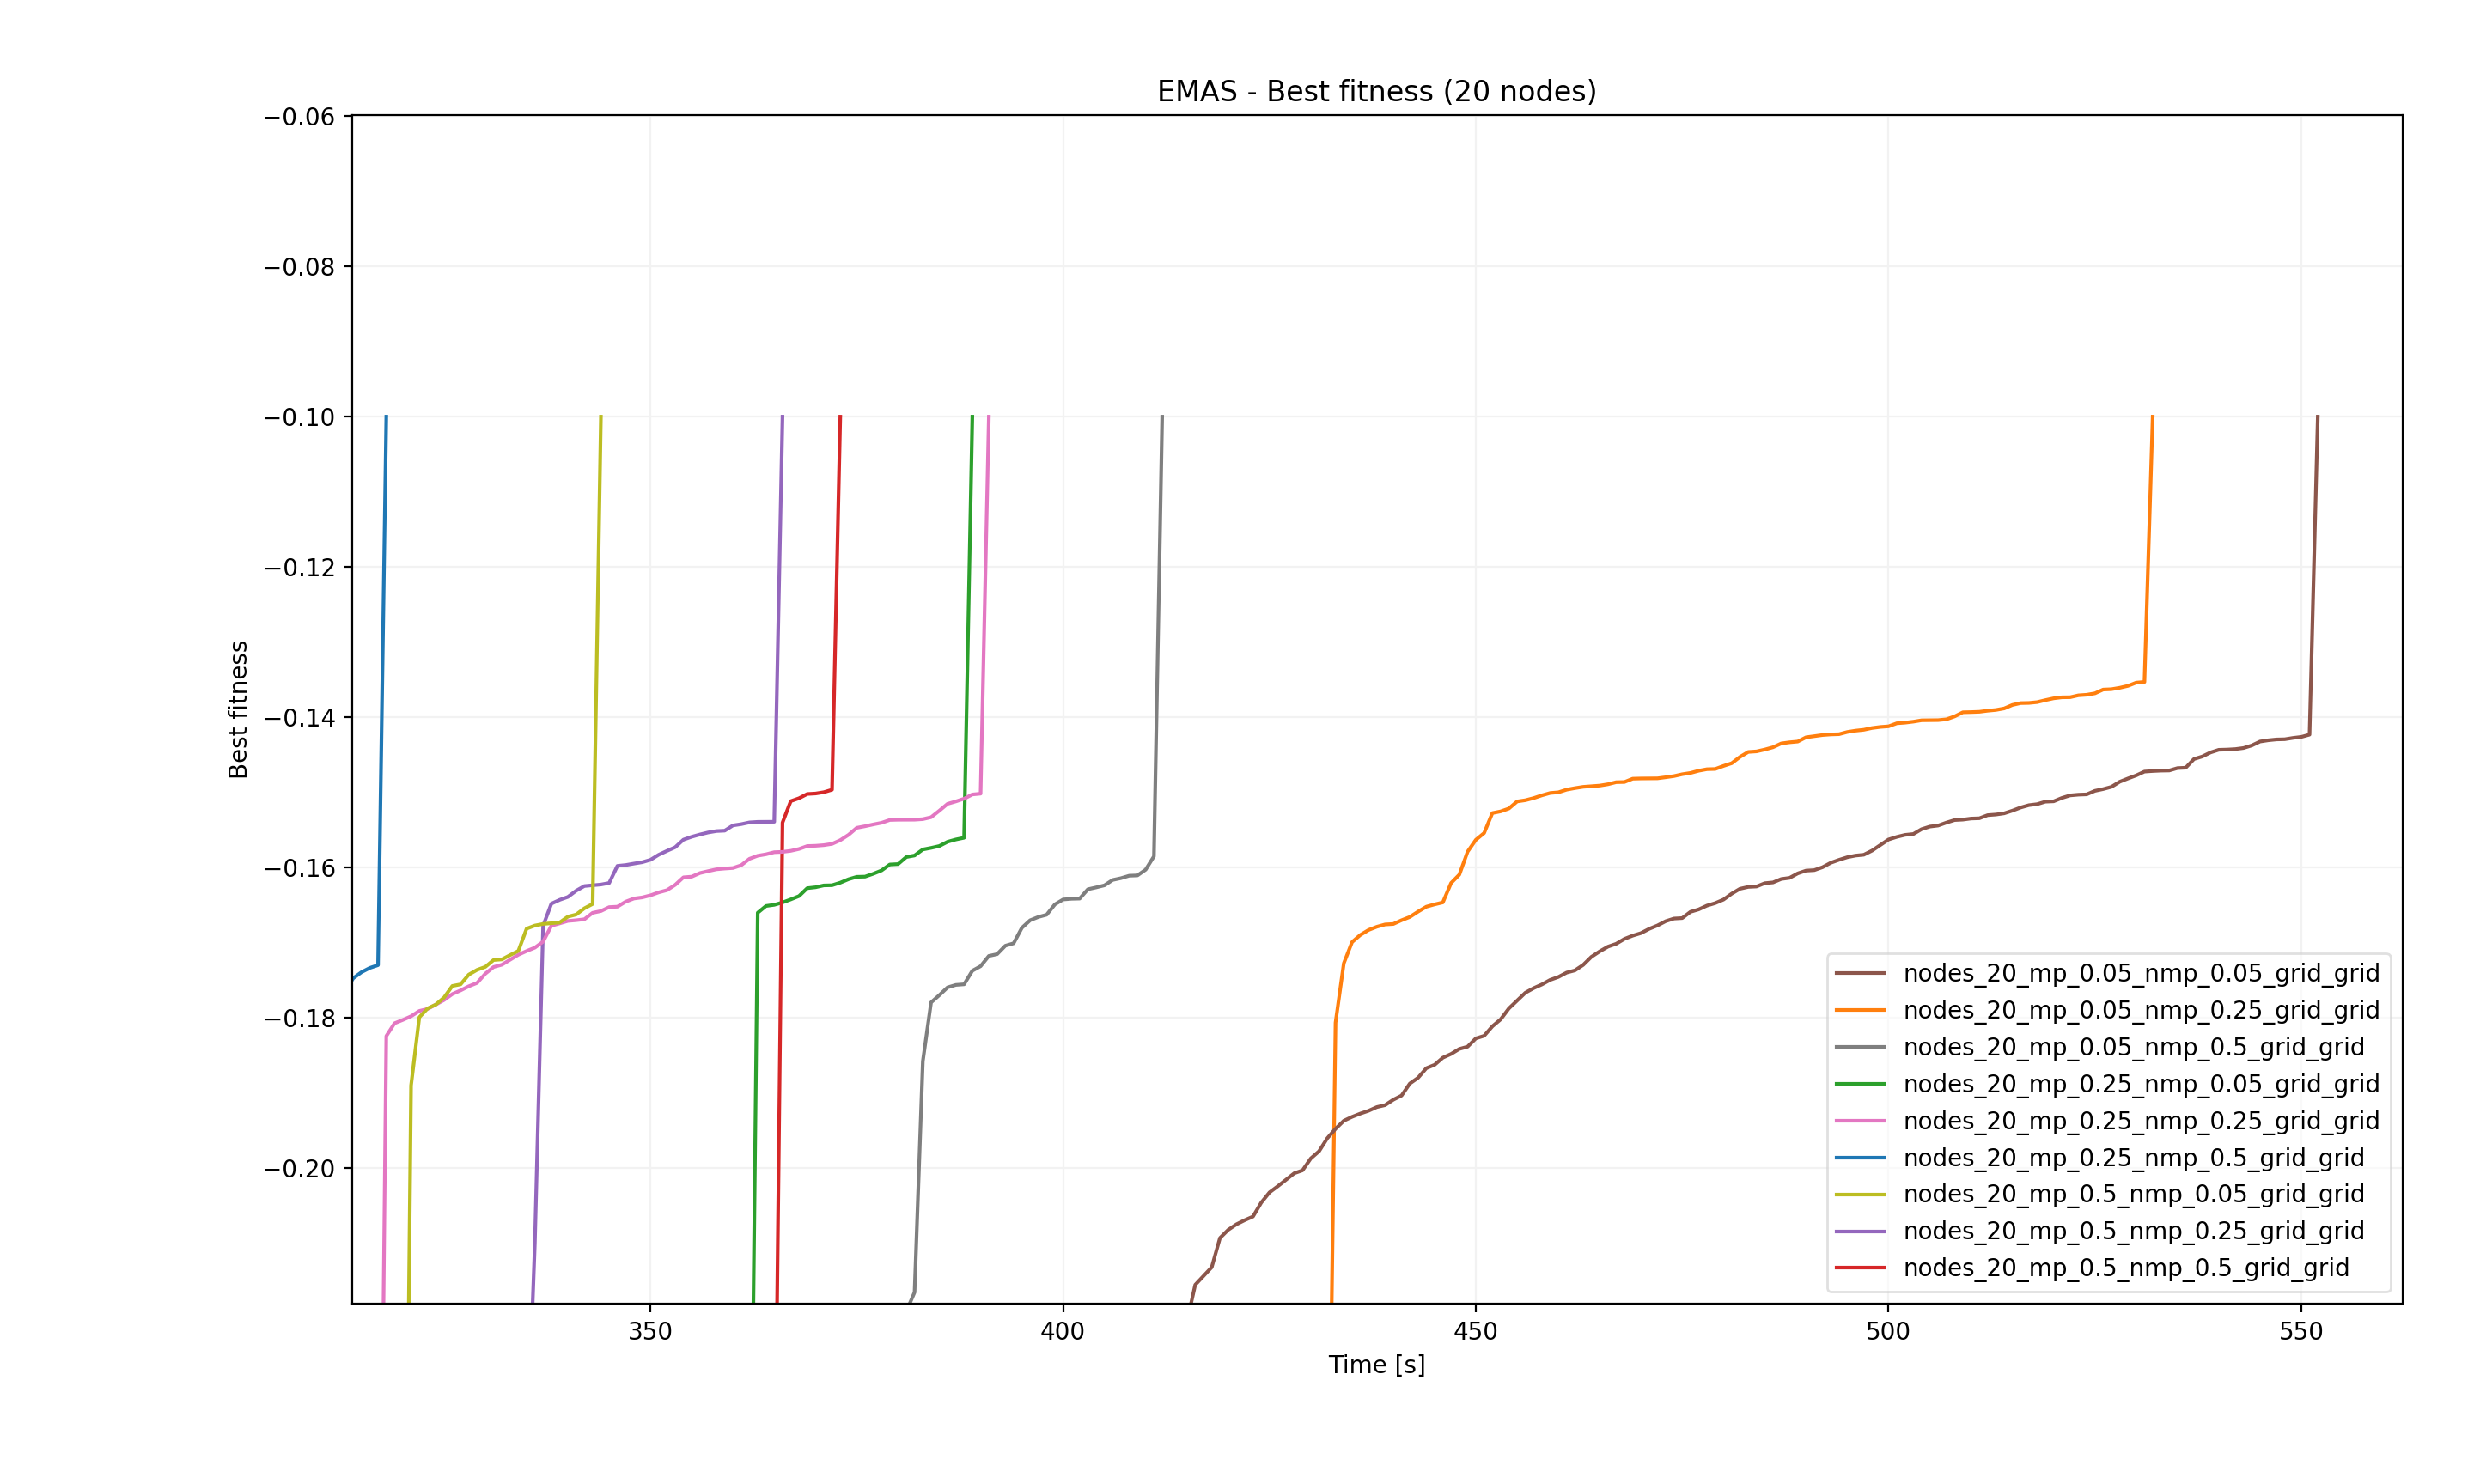 EMAS - Best fitness (20 nodes)
−0.06
−0.08
−0.10
−0.12
−0.14
−0.16
−0.18
−0.20
Best fitness
350
400
450
500
550
Time [s]
nodes_20_mp_0.05_nmp_0.05_grid_grid
nodes_20_mp_0.05_nmp_0.25_grid_grid
nodes_20_mp_0.05_nmp_0.5_grid_grid
nodes_20_mp_0.25_nmp_0.05_grid_grid
nodes_20_mp_0.25_nmp_0.25_grid_grid
nodes_20_mp_0.25_nmp_0.5_grid_grid
nodes_20_mp_0.5_nmp_0.05_grid_grid
nodes_20_mp_0.5_nmp_0.25_grid_grid
nodes_20_mp_0.5_nmp_0.5_grid_grid